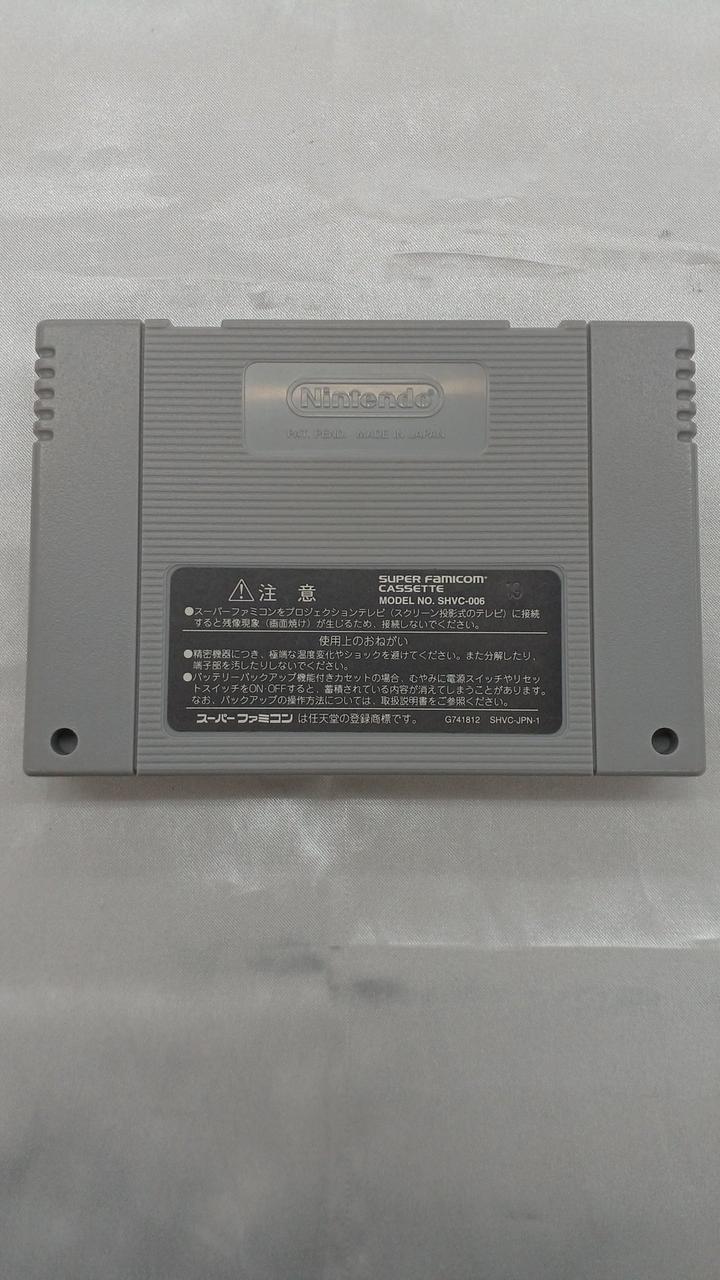 Nintendo®
PAT. PEND. MADE IN JAPAN
注意
SUPER FAMICOM®
CASSETTE
MODEL NO. SHVC-006
19
●スーパーファミコンをプロジェクションテレビ(スクリーン投影式のテレビ)に接続
すると残像現象(画面焼け)が生じるため、接続しないでください。
使用上のおねがい
●精密機器につき、極端な温度変化やショックを避けてください。また分解したり、
端子部を汚したりしないでください。
●バッテリーバックアップ機能付きカセットの場合、むやみに電源スイッチやリセッ
トスイッチをON·OFFすると、蓄積されている内容が消えてしまうことがあります。
なお、バックアップの操作方法については、取扱説明書をご参照ください。
スーパーファミコンは任天堂の登録商標です。 G741812 SHVC-JPN-1